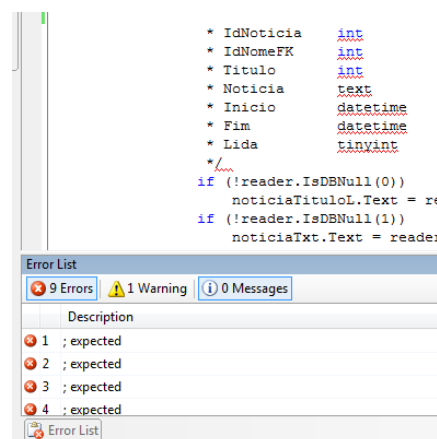 * IdNoticia int
* IdNomeFK int
* Titulo int
* Noticia text
* Inicio datetime
* Fim datetime
* Lida tinyint
*/
if (!reader.IsDBNull(0))
noticiaTituloL.Text = re
if (!reader.IsDBNull(1))
noticiaTxt.Text = reader
Error List
9 Errors 1 Warning 0 Messages
Description
1 ; expected
2 ; expected
3 ; expected
4 ; expected
Error List